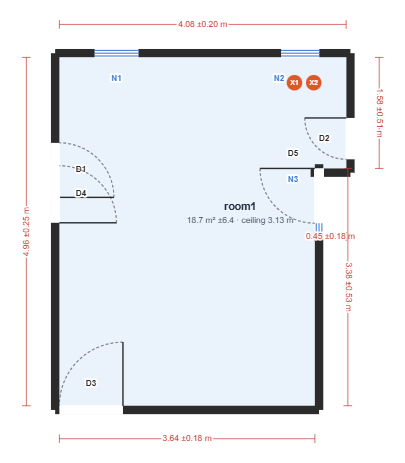 4.08 ±0.20 m
N1
N2
X1
X2
1.58 ±0.51 m
D2
D5
D1
N3
D4
room1
18.7 m² ±6.4 · ceiling 3.13 m
4.96 ±0.25 m
0.45 ±0.18 m
3.38 ±0.53 m
D3
3.64 ±0.18 m